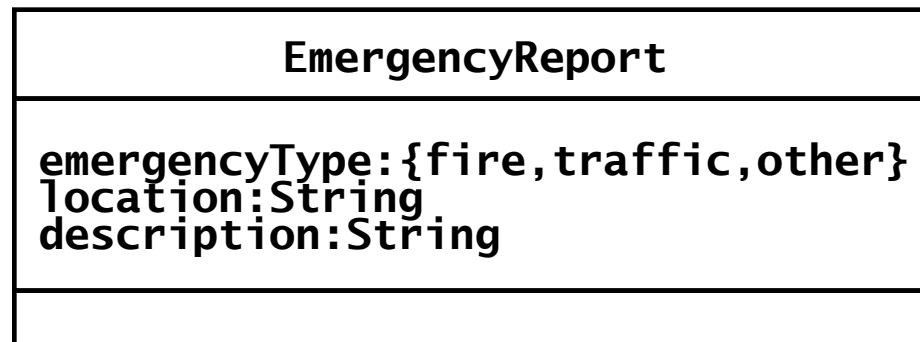 EmergencyReport
emergencyType:{fire,traffic,other}
location:String
description:String